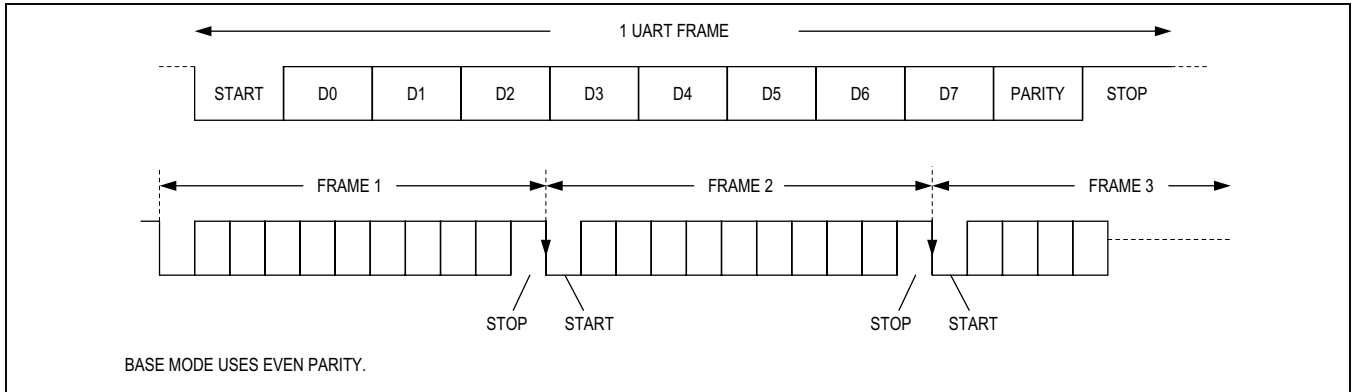 1 UART FRAME
START D0 D1 D2 D3 D4 D5 D6 D7 PARITY STOP
FRAME 1 FRAME 2 FRAME 3
STOP START STOP START
BASE MODE USES EVEN PARITY.